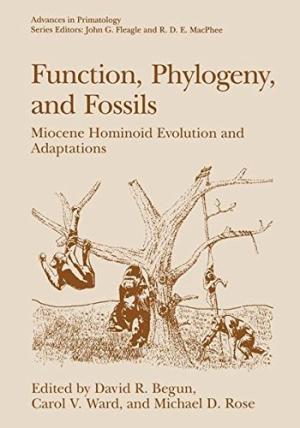 Advances in Primatology
Series Editors: John G. Fleagle and R. D. E. MacPhee
Function, Phylogeny,
and Fossils
Miocene Hominoid Evolution and
Adaptations
Edited by David R. Begun,
Carol V. Ward, and Michael D. Rose